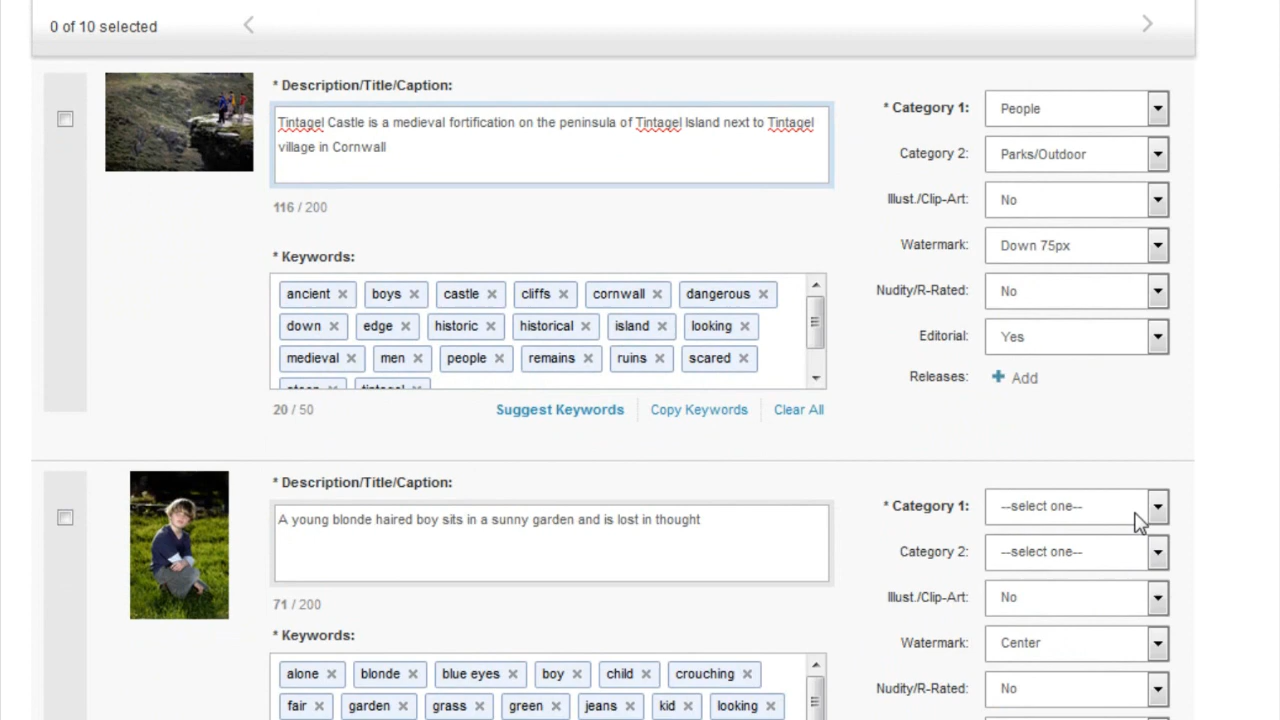 0 of 10 selected
* Description/Title/Caption:
Tintagel Castle is a medieval fortification on the peninsula of Tintagel Island next to Tintagel
village in Cornwall
116 / 200
* Keywords:
ancient boys castle cliffs cornwall dangerous
down edge historic historical island looking
medieval men people remains ruins scared
steep tintagel
20 / 50
Suggest Keywords Copy Keywords Clear All
* Category 1: People
Category 2: Parks/Outdoor
Illust./Clip-Art: No
Watermark: Down 75px
Nudity/R-Rated: No
Editorial: Yes
Releases: + Add
* Description/Title/Caption:
A young blonde haired boy sits in a sunny garden and is lost in thought
71 / 200
* Keywords:
alone blonde blue eyes boy child crouching
fair garden grass green jeans kid looking
* Category 1: --select one--
Category 2: --select one--
Illust./Clip-Art: No
Watermark: Center
Nudity/R-Rated: No